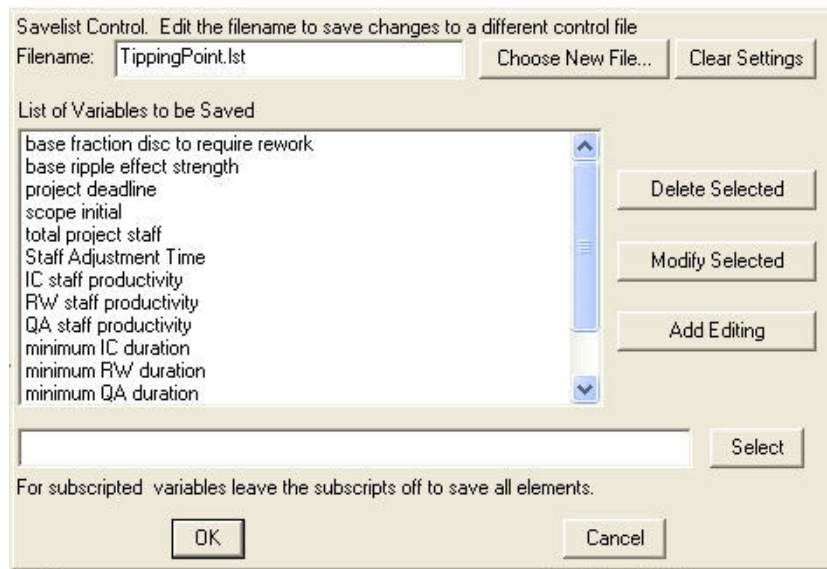 Savelist Control. Edit the filename to save changes to a different control file
Filename: TippingPoint.lst Choose New File... Clear Settings
List of Variables to be Saved
base fraction disc to require rework
base ripple effect strength
project deadline
scope initial
total project staff
Staff Adjustment Time
IC staff productivity
RW staff productivity
QA staff productivity
minimum IC duration
minimum RW duration
minimum QA duration
Delete Selected
Modify Selected
Add Editing
Select
For subscripted variables leave the subscripts off to save all elements.
OK Cancel